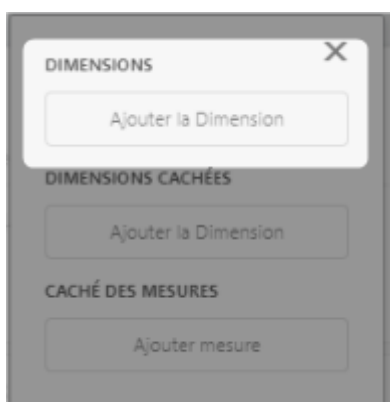 DIMENSIONS
Ajouter la Dimension
DIMENSIONS CACHÉES
Ajouter la Dimension
CACHÉ DES MESURES
Ajouter mesure